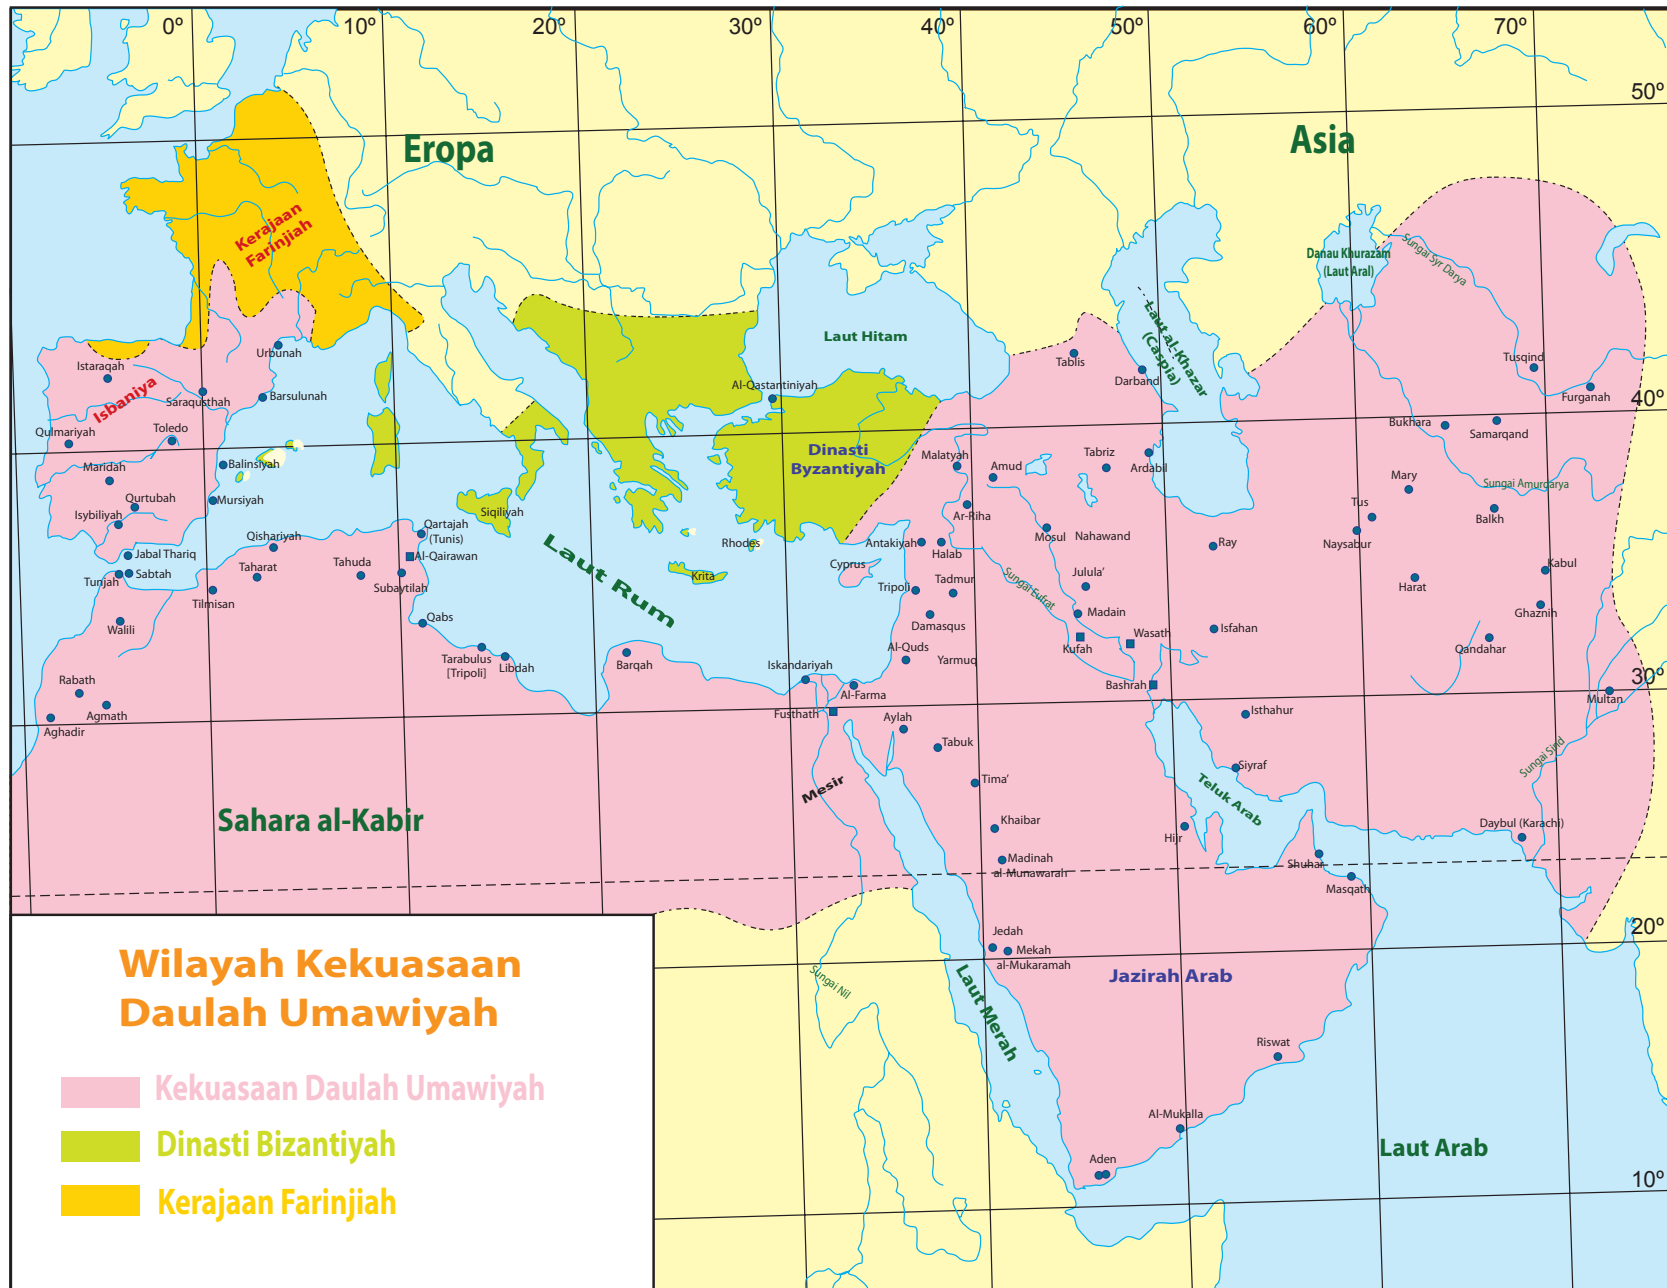 0º
10º
20º
30º
40º
50º
60º
70º
50º
Eropa
Asia
Kerajaan
Farinjiah
Danau Khurazam
(Laut Aral)
Sungai Syr Darya
Laut Hitam
Laut al-Khazar
(Caspia)
Urbunah
Istaraqah
Isbaniya
Saraqusthah
Barsulunah
Al-Qastantiniyah
Tablis
Darband
Tusqind
Furganah
40º
Qulmariyah
Toledo
Bukhara
Samarqand
Dinasti
Byzantiyah
Maridah
Balinsiyah
Malatyah
Amud
Tabriz
Ardabil
Mary
Sungai Amurdarya
Qurtubah
Mursiyah
Isybiliyah
Siqiliyah
Ar-Riha
Tus
Balkh
Qishariyah
Qartajah
(Tunis)
Rhodes
Antakiyah
Halab
Mosul
Nahawand
Ray
Naysabur
Jabal Thariq
Al-Qairawan
Laut Rum
Cyprus
Kabul
Sabtah
Tunjah
Taharat
Tahuda
Subaytilah
Krita
Tripoli
Tadmur
Sungai Eufrat
Julula’
Harat
Tilmisan
Walili
Qabs
Damasqus
Madain
Ghaznih
Wasath
Isfahan
Kufah
Qandahar
Tarabulus
[Tripoli]
Libdah
Barqah
Iskandariyah
Al-Quds
Yarmuq
30º
Rabath
Al-Farma
Bashrah
Multan
Agmath
Aghadir
Fusthath
Aylah
Isthahur
Tabuk
Sungai Sind
Siyraf
Mesir
Tima’
Teluk Arab
Sahara al-Kabir
Khaibar
Hijr
Daybul (Karachi)
Madinah
al-Munawarah
Shuhar
Masqath
Jedah
Mekah
al-Mukaramah
20º
Sungai Nil
Laut Merah
Jazirah Arab
Riswat
Al-Mukalla
Aden
Laut Arab
10º
Wilayah Kekuasaan
Daulah Umawiyah
Kekuasaan Daulah Umawiyah
Dinasti Bizantiyah
Kerajaan Farinjiah